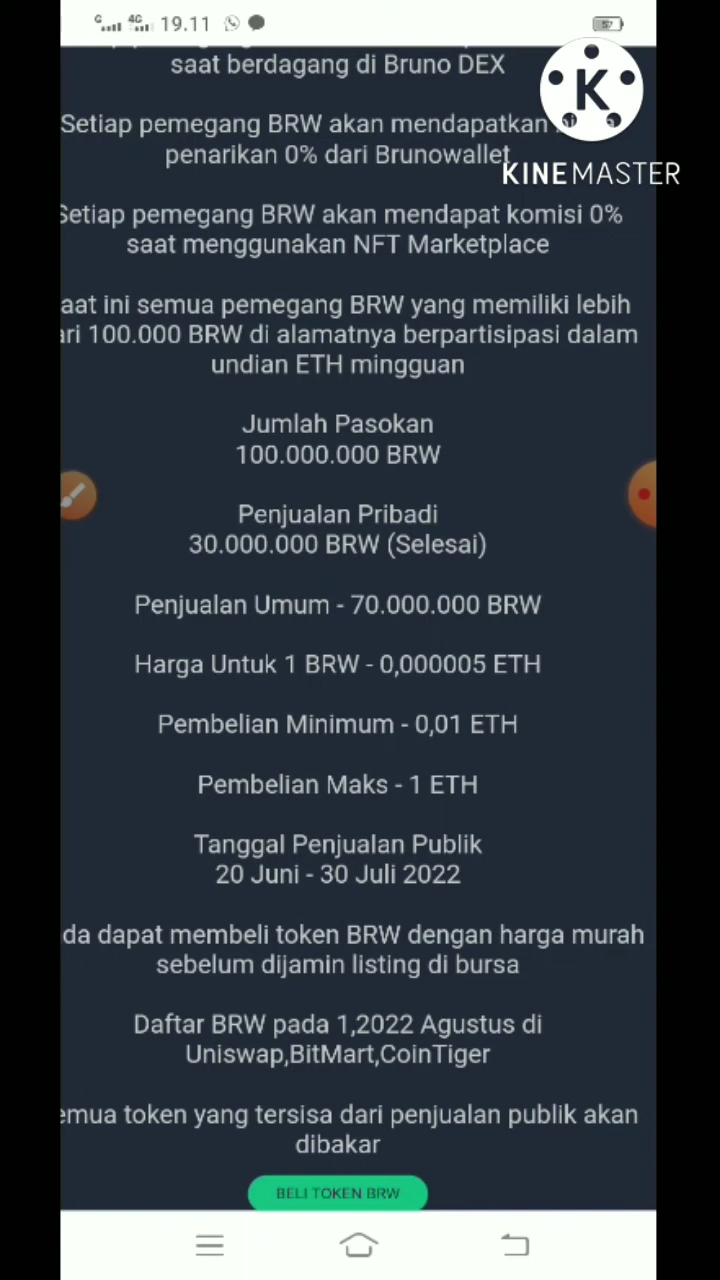 19.11
57
saat berdagang di Bruno DEX
Setiap pemegang BRW akan mendapatkan
penarikan 0% dari Brunowallet
K
KINEMASTER
Setiap pemegang BRW akan mendapat komisi 0%
saat menggunakan NFT Marketplace
aat ini semua pemegang BRW yang memiliki lebih
ari 100.000 BRW di alamatnya berpartisipasi dalam
undian ETH mingguan
Jumlah Pasokan
100.000.000 BRW
Penjualan Pribadi
30.000.000 BRW (Selesai)
Penjualan Umum - 70.000.000 BRW
Harga Untuk 1 BRW - 0,000005 ETH
Pembelian Minimum - 0,01 ETH
Pembelian Maks - 1 ETH
Tanggal Penjualan Publik
20 Juni - 30 Juli 2022
da dapat membeli token BRW dengan harga murah
sebelum dijamin listing di bursa
Daftar BRW pada 1,2022 Agustus di
Uniswap,BitMart,CoinTiger
emua token yang tersisa dari penjualan publik akan
dibakar
BELI TOKEN BRW